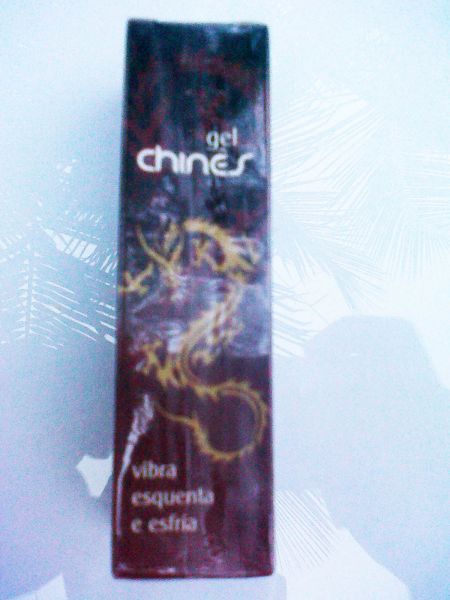 gel
chines
vibra
esquenta
e esfria